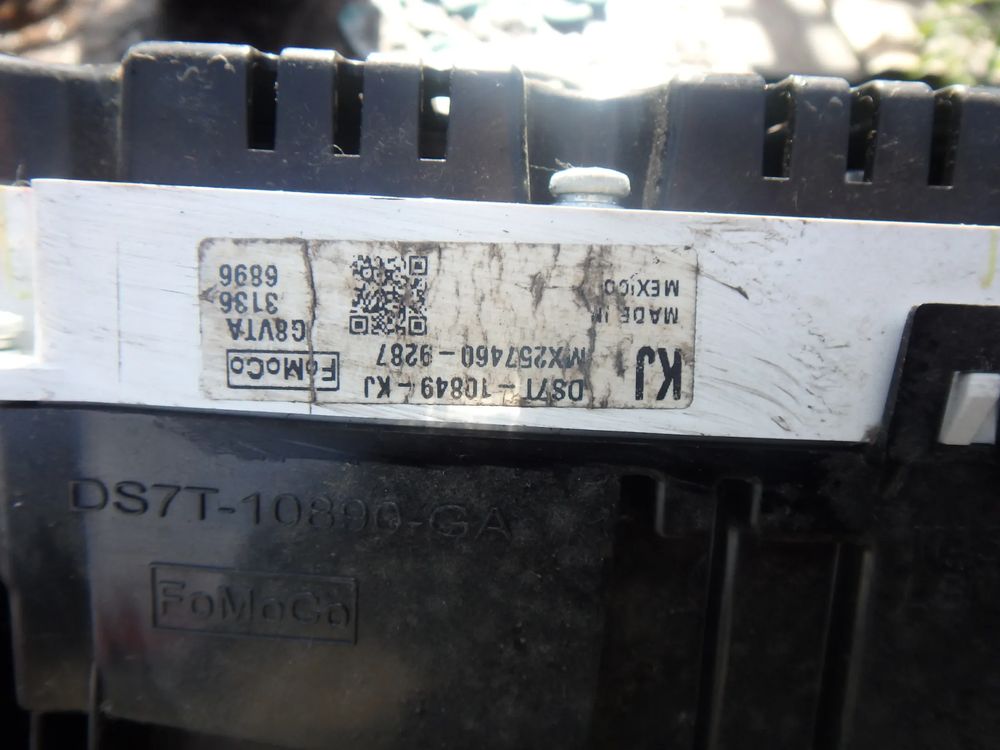 KJ
DS7T-10849-KJ
MX257460-9287
MADE IN
MEXICO
FoMoCo
G8VTA
3136
6896
DS7T-10890-GA
FoMoCo